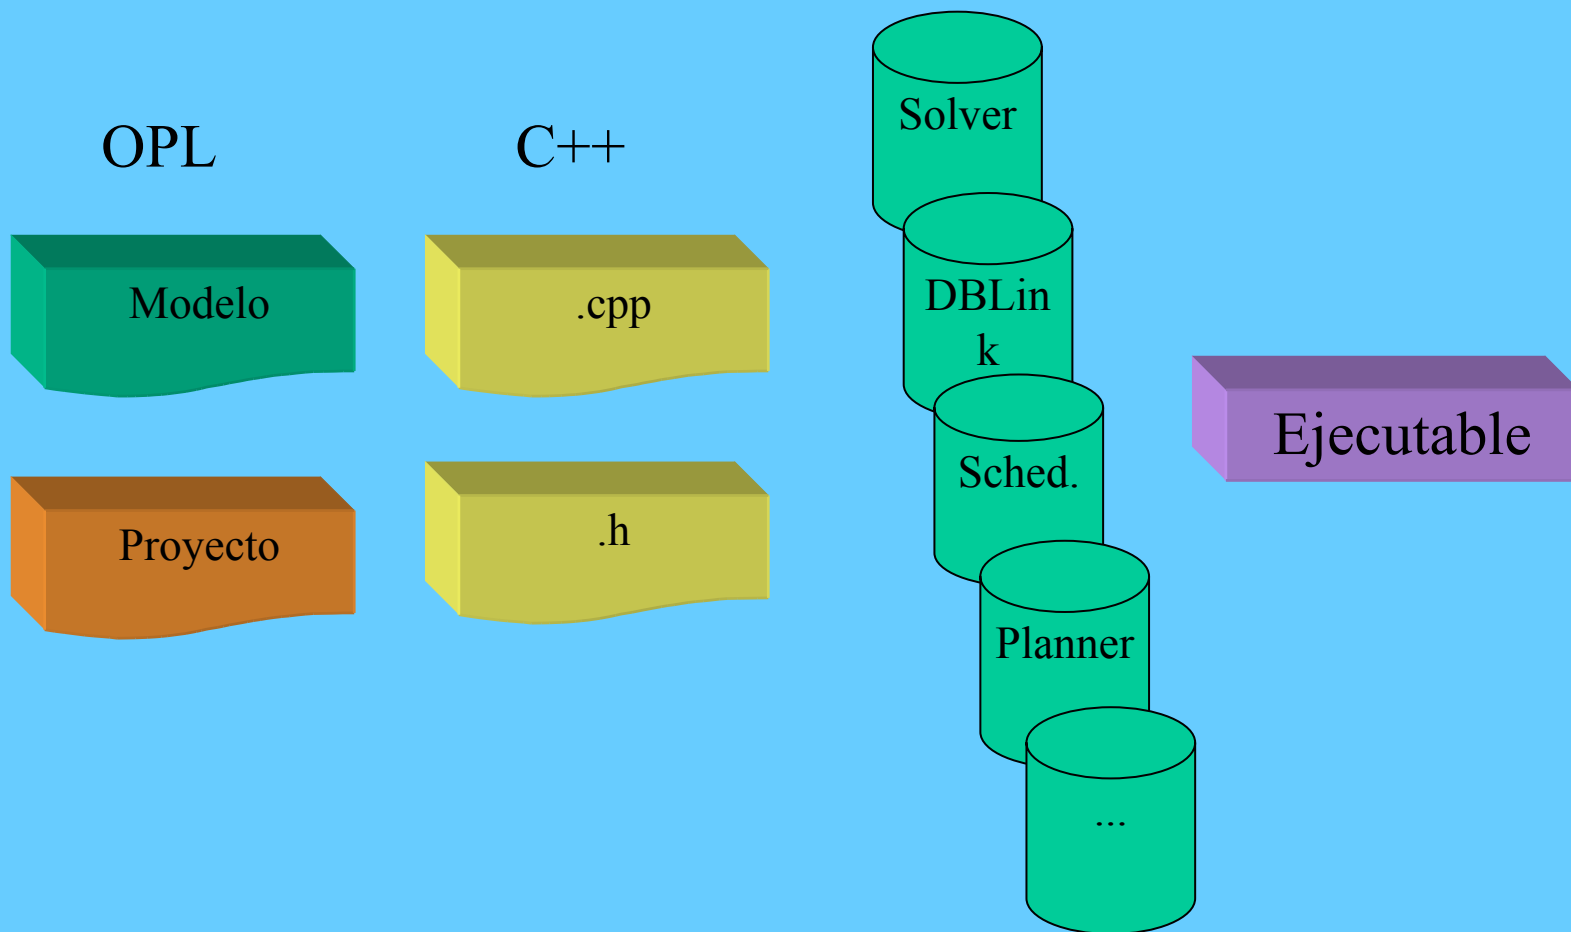 OPL
Modelo
Proyecto
C++
.cpp
.h
Solver
DBLin
k
Sched.
Planner
...
Ejecutable